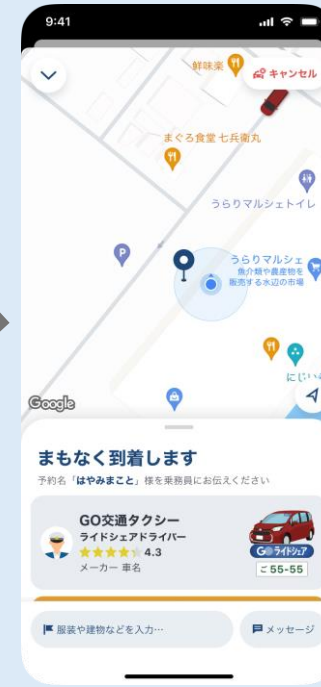 9:41
鮮味楽
キャンセル
まぐろ食堂 七兵衛丸
うらりマルシェトイレ
P
P
うらりマルシェ
魚介類や農産物を
販売する水辺の市場
にじい
Google
まもなく到着します
予約名「はやみまこと」様を乗務員にお伝えください
GO交通タクシー
ライドシェアドライバー
★★★★★ 4.3
メーカー 車名
GO ライドシェア
こ 55-55
服装や建物などを入力…
メッセージ